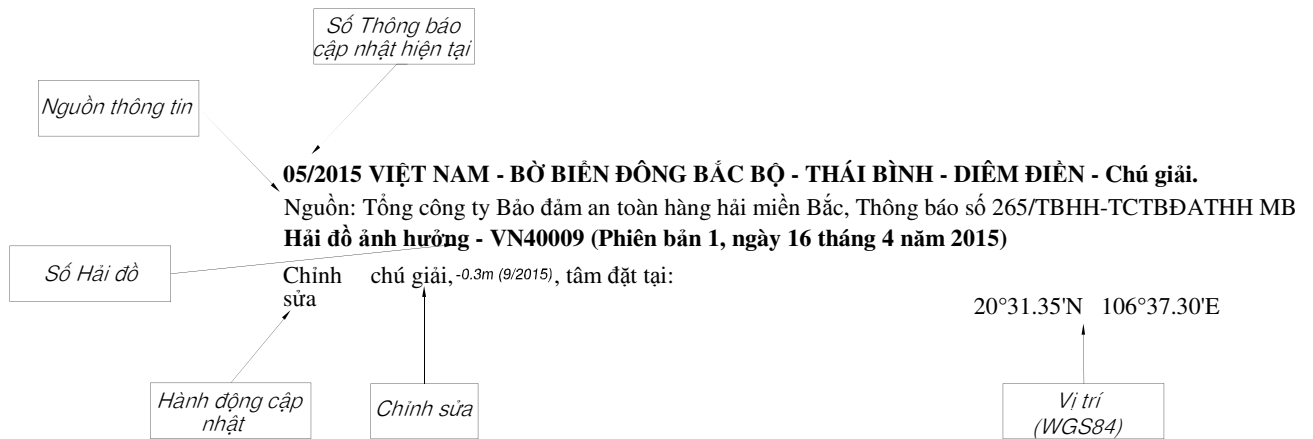 Số Thông báo
cập nhật hiện tại
Nguồn thông tin
05/2015 VIỆT NAM - BỜ BIỂN ĐÔNG BẮC BỘ - THÁI BÌNH - DIÊM ĐIỀN - Chú giải.
Nguồn: Tổng công ty Bảo đảm an toàn hàng hải miền Bắc, Thông báo số 265/TBHH-TCTBĐATHH MB
Hải đồ ảnh hưởng - VN40009 (Phiên bản 1, ngày 16 tháng 4 năm 2015)
Số Hải đồ
Chỉnh sửa chú giải, -0.3m (9/2015), tâm đặt tại:
20°31.35'N 106°37.30'E
Hành động cập
nhật
Chỉnh sửa
Vị trí
(WGS84)